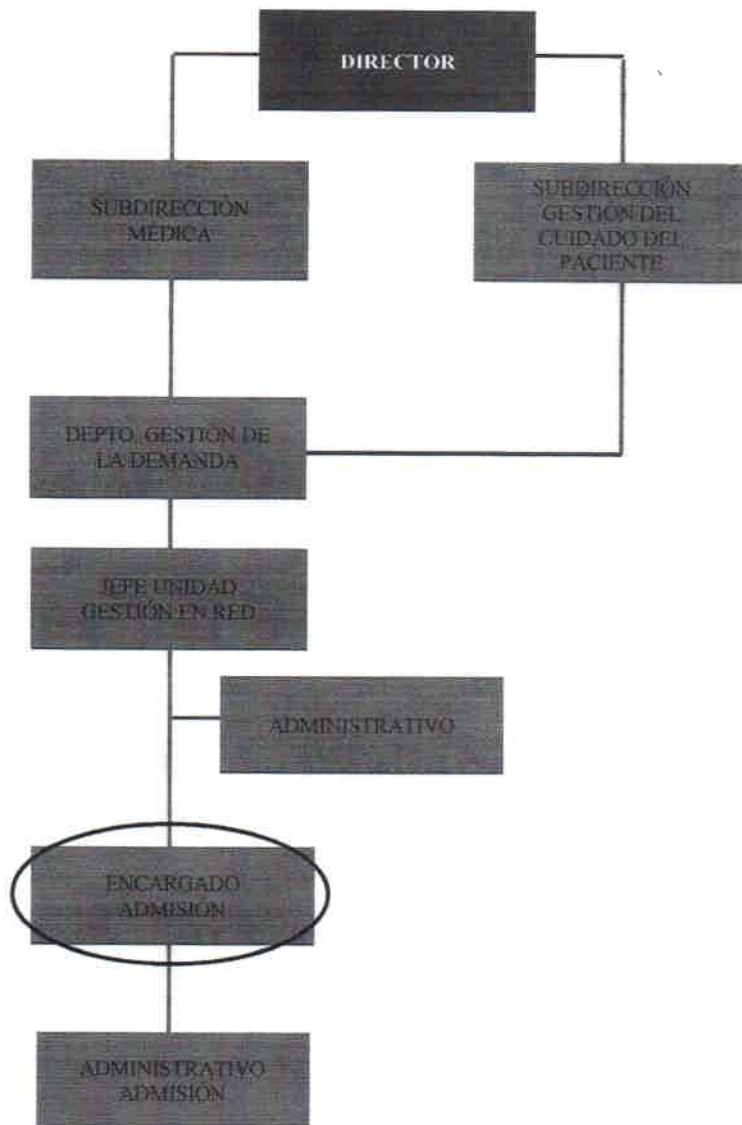 DIRECTOR
SUBDIRECCIÓN
MÉDICA
SUBDIRECCIÓN
GESTIÓN DEL
CUIDADO DEL
PACIENTE
DEPTO. GESTIÓN DE
LA DEMANDA
JEFE UNIDAD
GESTIÓN EN RED
ADMINISTRATIVO
ENCARGADO
ADMISIÓN
ADMINISTRATIVO
ADMISIÓN